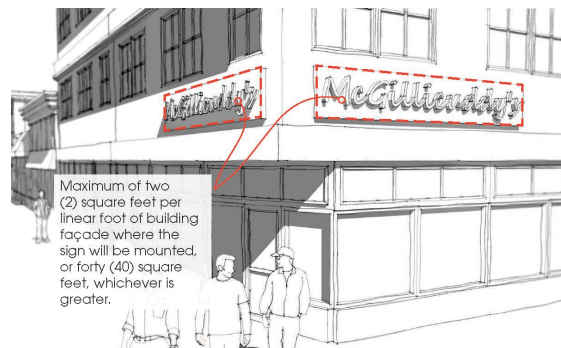 McGillicuddy's
McGillicuddy's
Maximum of two
(2) square feet per
linear foot of building
façade where the
sign will be mounted,
or forty (40) square
feet, whichever is
greater.